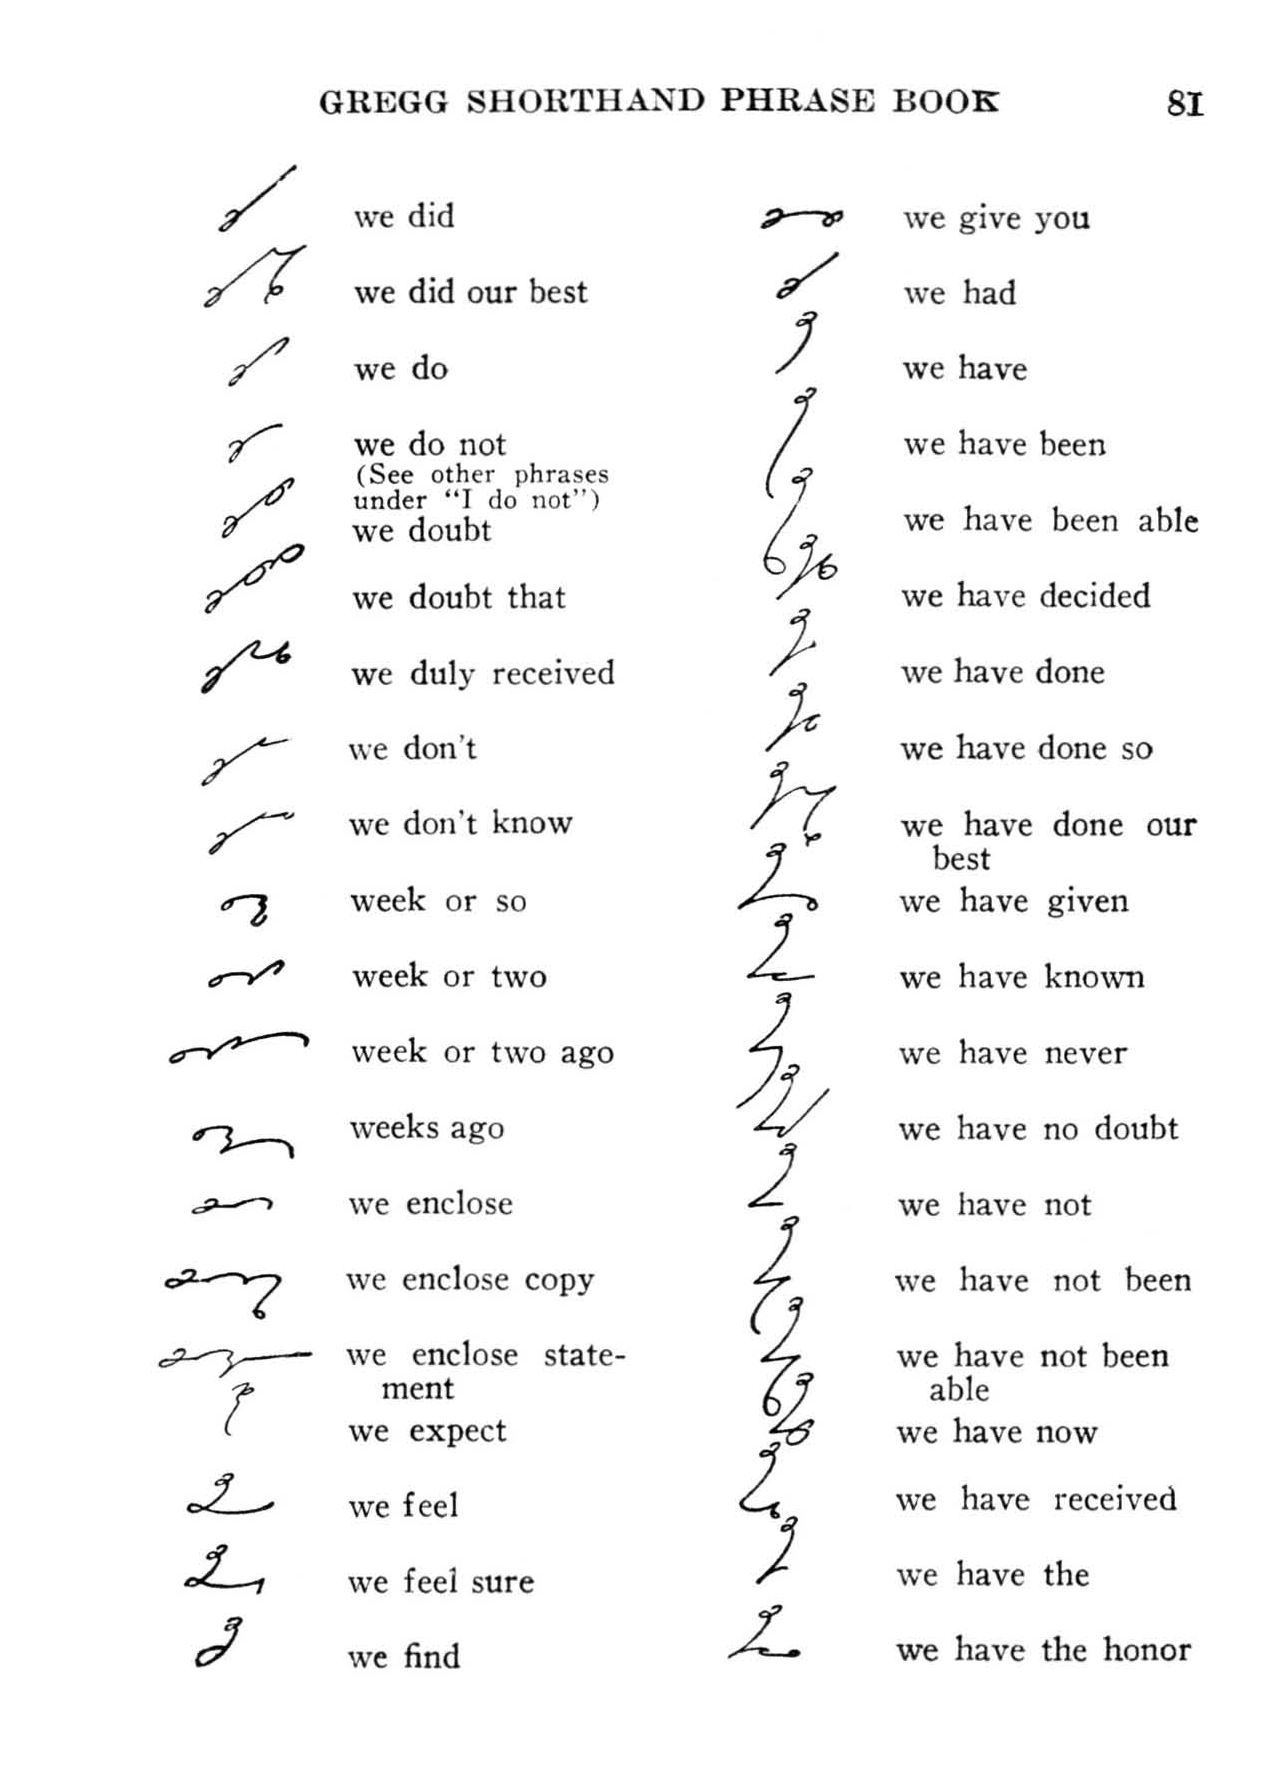 GREGG SHORTHAND PHRASE BOOK 81
we did
we did our best
we do
we do not
(See other phrases
under "I do not")
we doubt
we doubt that
we duly received
we don't
we don't know
week or so
week or two
week or two ago
weeks ago
we enclose
we enclose copy
we enclose state-
ment
we expect
we feel
we feel sure
we find
we give you
we had
we have
we have been
we have been able
we have decided
we have done
we have done so
we have done our
best
we have given
we have known
we have never
we have no doubt
we have not
we have not been
we have not been
able
we have now
we have received
we have the
we have the honor